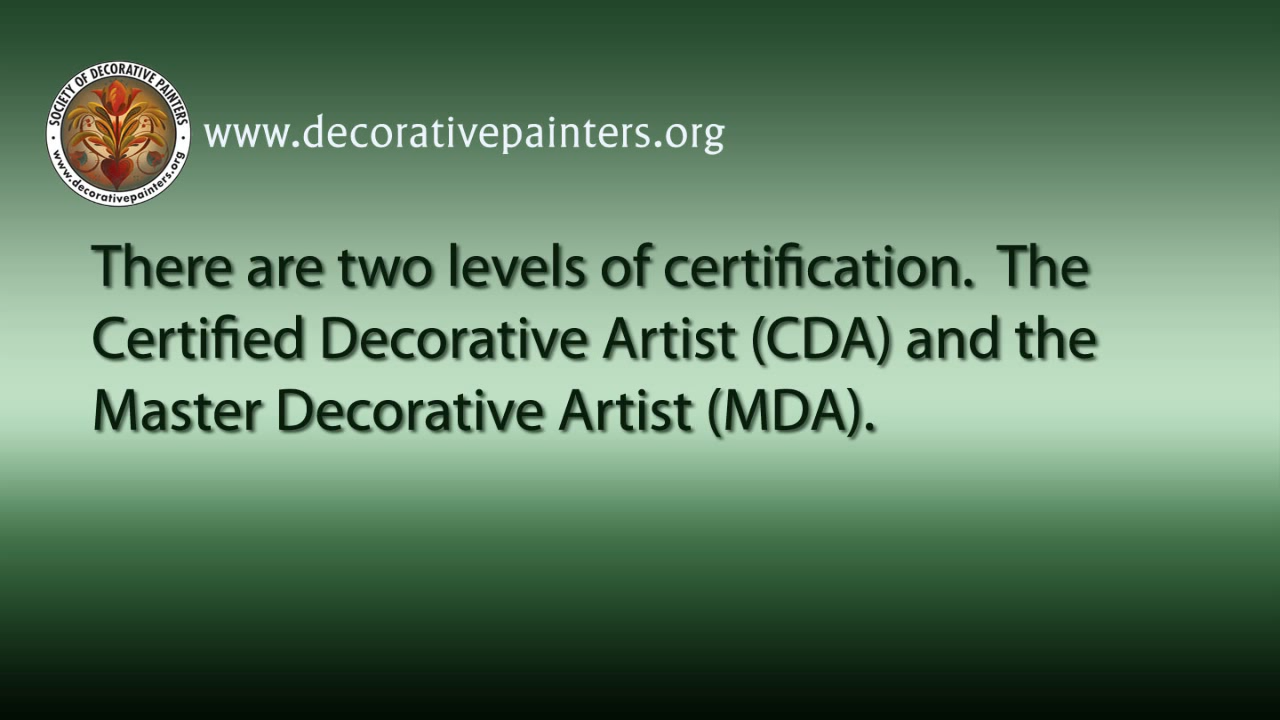 SOCIETY OF DECORATIVE PAINTERS
www.decorativepainters.org
www.decorativepainters.org
There are two levels of certification.  The
Certified Decorative Artist (CDA) and the
Master Decorative Artist (MDA).